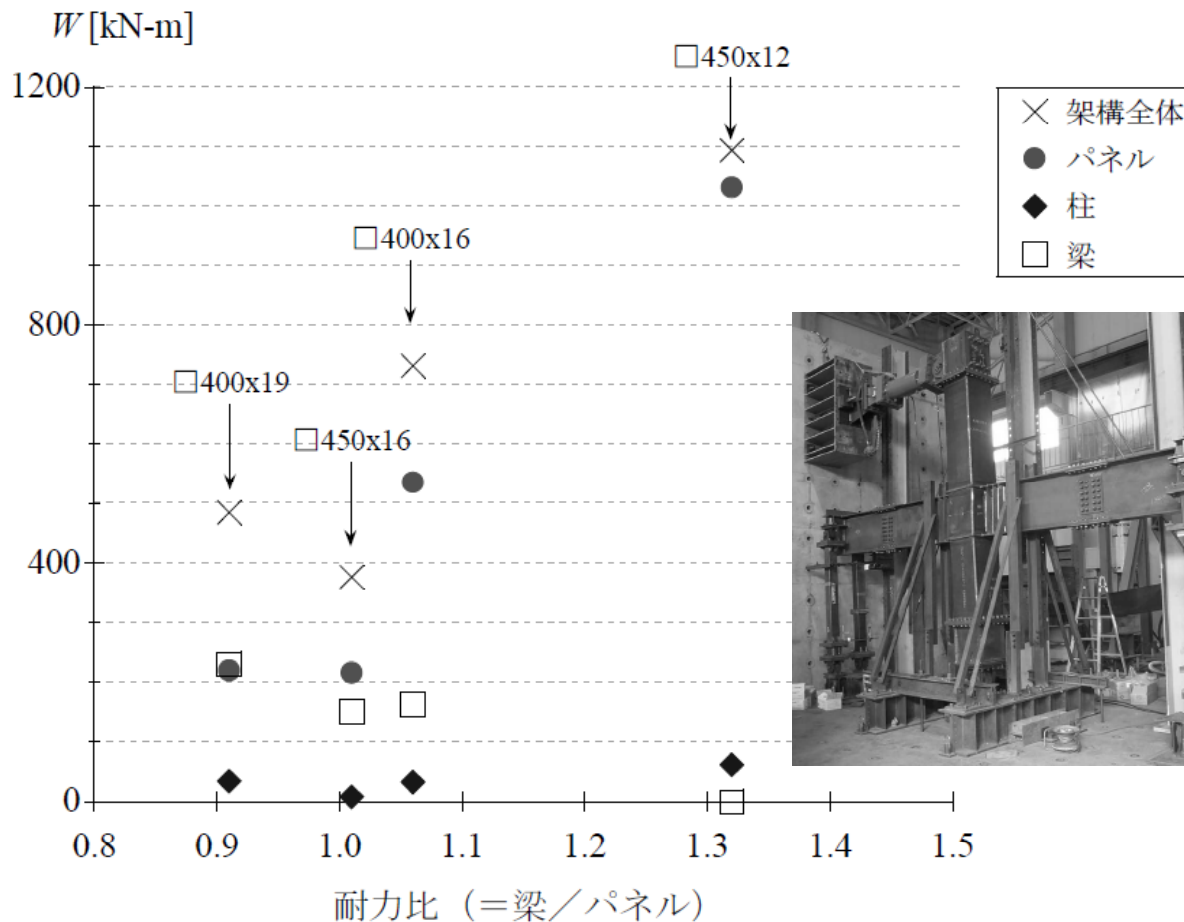 W [kN-m]
□450x12
1200
× 架構全体
● パネル
◆ 柱
□ 梁
□400x16
800
□400x19
□450x16
400
0
0.8 0.9 1.0 1.1 1.2 1.3 1.4 1.5
耐力比（＝梁／パネル）